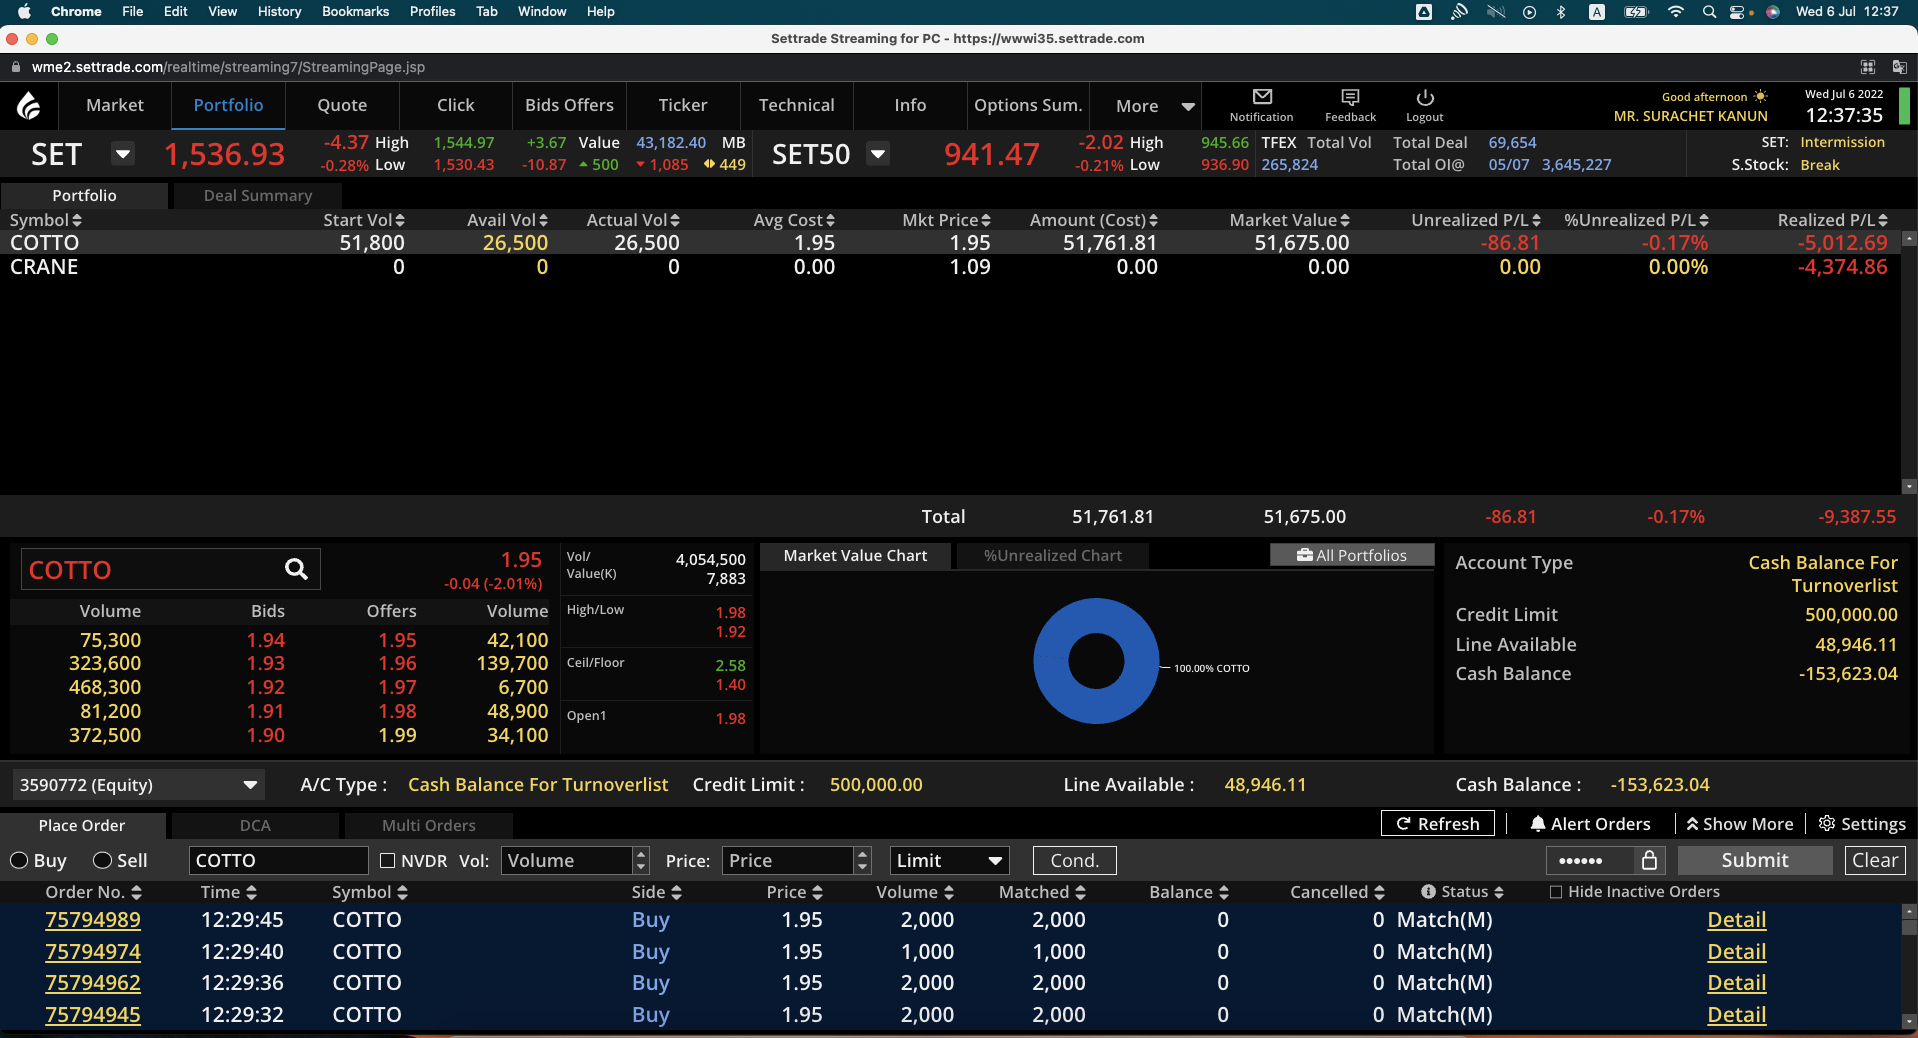 Chrome File Edit View History Bookmarks Profiles Tab Window Help A Wed 6 Jul 12:37
Settrade Streaming for PC - https://wwwi35.settrade.com
wme2.settrade.com/realtime/streaming7/StreamingPage.jsp
Market Portfolio Quote Click Bids Offers Ticker Technical Info Options Sum. More Notification Feedback Logout
Good afternoon
MR. SURACHET KANUN
Wed Jul 6 2022
12:37:35
SET 1,536.93 -4.37 High 1,544.97 +3.67 Value 43,182.40 MB SET50 941.47 -2.02 High 945.66 TFEX Total Vol Total Deal 69,654 SET: Intermission
-0.28% Low 1,530.43 -10.87 500 1,085 449 -0.21% Low 936.90 265,824 Total OI@ 05/07 3,645,227 S.Stock: Break
Portfolio Deal Summary
Symbol Start Vol Avail Vol Actual Vol Avg Cost Mkt Price Amount (Cost) Market Value Unrealized P/L %Unrealized P/L Realized P/L
COTTO 51,800 26,500 26,500 1.95 1.95 51,761.81 51,675.00 -86.81 -0.17% -5,012.69
CRANE 0 0 0 0.00 1.09 0.00 0.00 0.00 0.00% -4,374.86
Total 51,761.81 51,675.00 -86.81 -0.17% -9,387.55
COTTO 1.95
-0.04 (-2.01%)
Volume Bids Offers Volume
75,300 1.94 1.95 42,100
323,600 1.93 1.96 139,700
468,300 1.92 1.97 6,700
81,200 1.91 1.98 48,900
372,500 1.90 1.99 34,100
Vol/ 4,054,500
Value(K) 7,883
High/Low 1.98
1.92
Ceil/Floor 2.58
1.40
Open1 1.98
Market Value Chart %Unrealized Chart All Portfolios
100.00% COTTO
Account Type Cash Balance For
Turnoverlist
Credit Limit 500,000.00
Line Available 48,946.11
Cash Balance -153,623.04
3590772 (Equity) A/C Type : Cash Balance For Turnoverlist Credit Limit : 500,000.00 Line Available : 48,946.11 Cash Balance : -153,623.04
Place Order DCA Multi Orders Refresh Alert Orders Show More Settings
Buy Sell COTTO NVDR Vol: Volume Price: Price Limit Cond. •••••• Submit Clear
Order No. Time Symbol Side Price Volume Matched Balance Cancelled Status Hide Inactive Orders
75794989 12:29:45 COTTO Buy 1.95 2,000 2,000 0 0 Match(M) Detail
75794974 12:29:40 COTTO Buy 1.95 1,000 1,000 0 0 Match(M) Detail
75794962 12:29:36 COTTO Buy 1.95 2,000 2,000 0 0 Match(M) Detail
75794945 12:29:32 COTTO Buy 1.95 2,000 2,000 0 0 Match(M) Detail